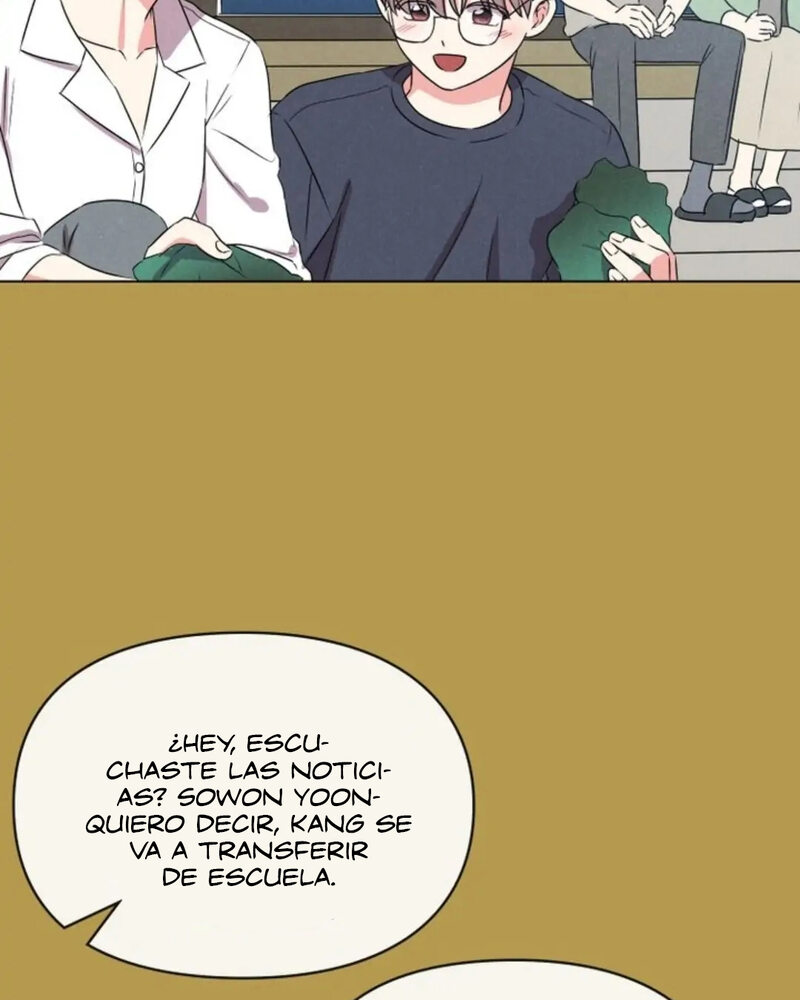 ¿HEY, ESCU-
CHASTE LAS NOTICI-
AS? SOWON YOON-
QUIERO DECIR, KANG SE
VA A TRANSFERIR
DE ESCUELA.